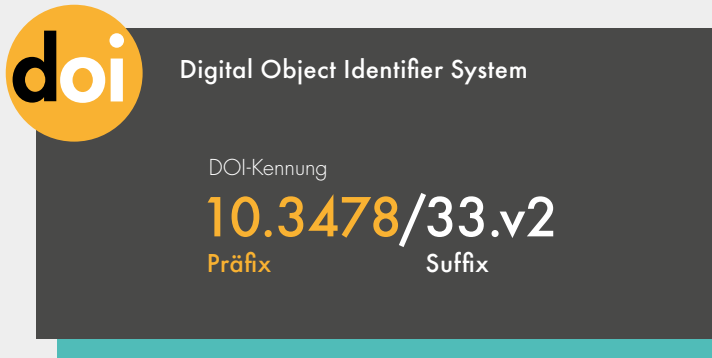 doi
Digital Object Identifier System
DOI-Kennung
10.3478/33.v2
Präfix Suffix